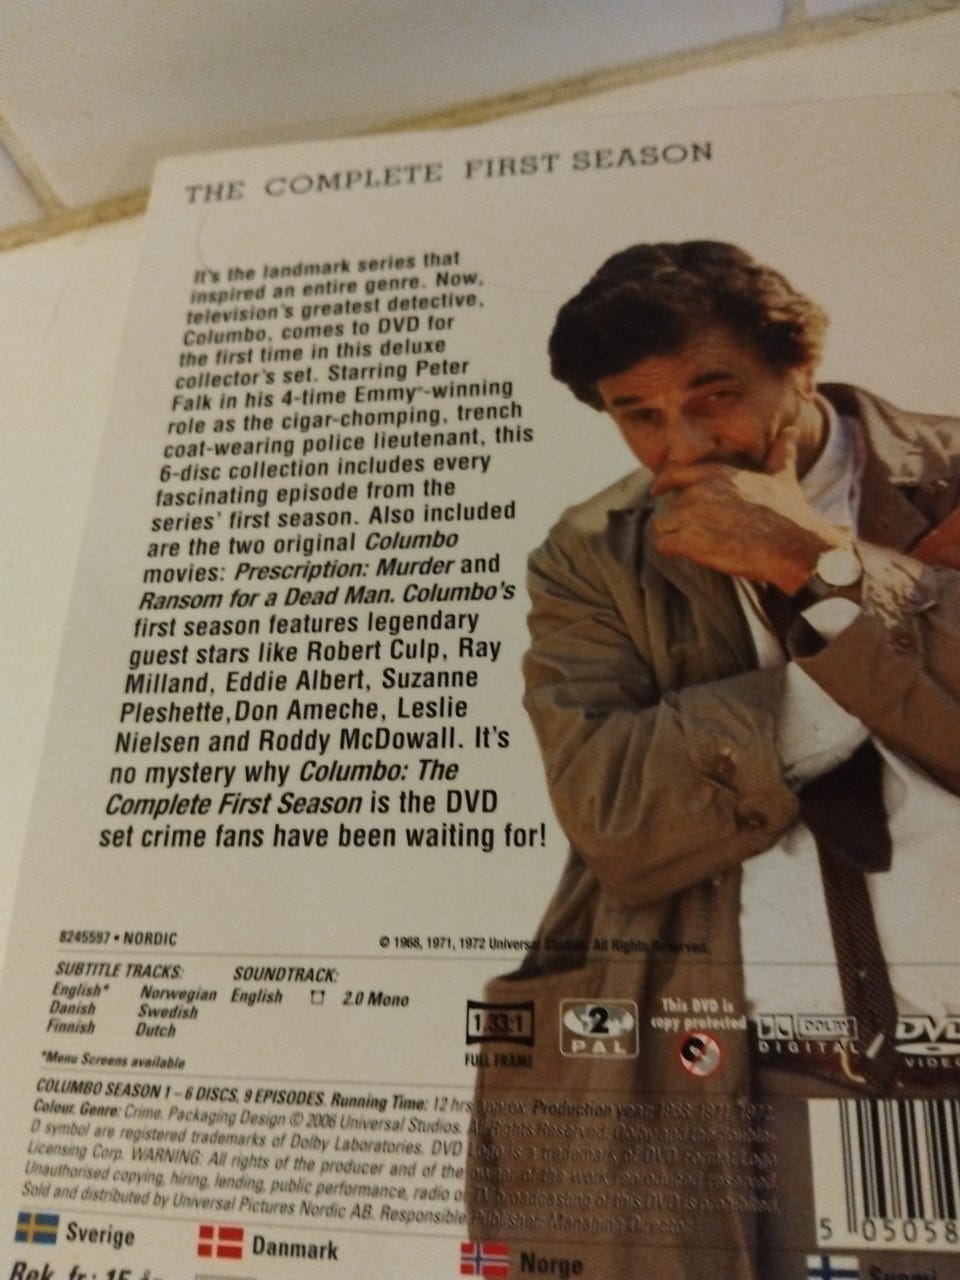 THE COMPLETE FIRST SEASON
It's the landmark series that
inspired an entire genre. Now,
television's greatest detective,
Columbo, comes to DVD for
the first time in this deluxe
collector's set. Starring Peter
Falk in his 4-time Emmy®-winning
role as the cigar-chomping, trench
coat-wearing police lieutenant, this
6-disc collection includes every
fascinating episode from the
series' first season. Also included
are the two original Columbo
movies: Prescription: Murder and
Ransom for a Dead Man. Columbo's
first season features legendary
guest stars like Robert Culp, Ray
Milland, Eddie Albert, Suzanne
Pleshette, Don Ameche, Leslie
Nielsen and Roddy McDowall. It's
no mystery why Columbo: The
Complete First Season is the DVD
set crime fans have been waiting for!
8245597 • NORDIC
© 1968, 1971, 1972 Universal Studios. All Rights Reserved.
SUBTITLE TRACKS:
English* Norwegian
Danish Swedish
Finnish Dutch
*Menu Screens available
SOUNDTRACK:
English 2.0 Mono
1.33:1
FULL FRAME
2
PAL
This DVD is
copy protected
DOLBY
DIGITAL
DVD
VIDEO
COLUMBO SEASON 1 – 6 DISCS, 9 EPISODES. Running Time: 12 hrs approx. Production year: 1968, 1971, 1972.
Colour. Genre: Crime. Packaging Design © 2006 Universal Studios. All Rights Reserved. Dolby and the double-
D symbol are registered trademarks of Dolby Laboratories. DVD Logo is a trademark of DVD Format Logo
Licensing Corp. WARNING: All rights of the producer and of the owner of the work reproduced reserved.
Unauthorised copying, hiring, lending, public performance, radio or TV broadcasting of this DVD is prohibited.
Sold and distributed by Universal Pictures Nordic AB. Responsible Publisher: Managing Director
5 05058
Sverige
Danmark
Norge
Suomi
Rek. fr: 15 år